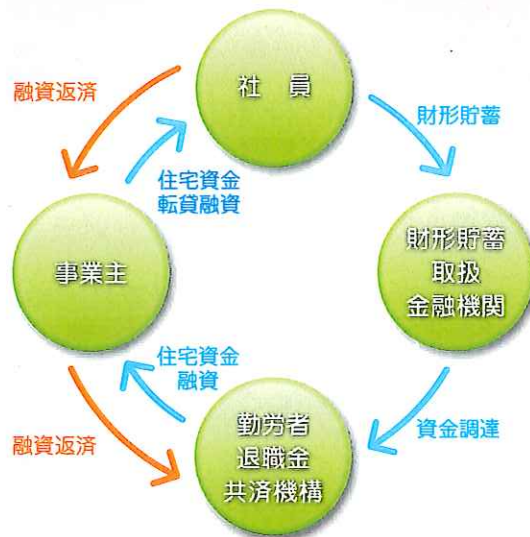 社 員
融資返済
財形貯蓄
住宅資金
転貸融資
事業主
財形貯蓄
取扱
金融機関
住宅資金
融資
勤労者
退職金
共済機構
融資返済
資金調達